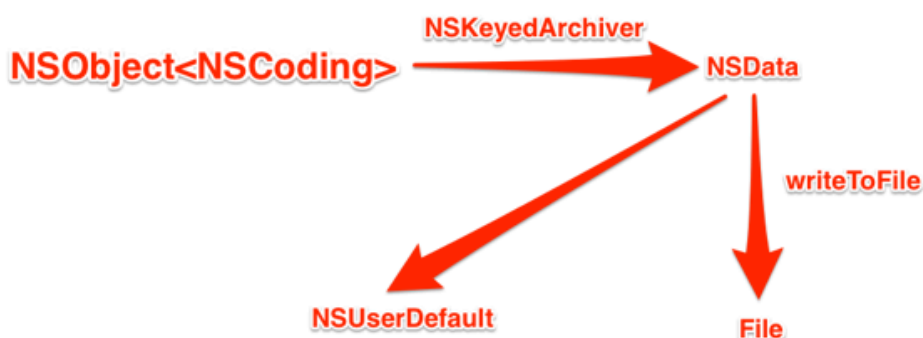 NSKeyedArchiver
NSObject<NSCoding>
NSData
writeToFile
NSUserDefault
File